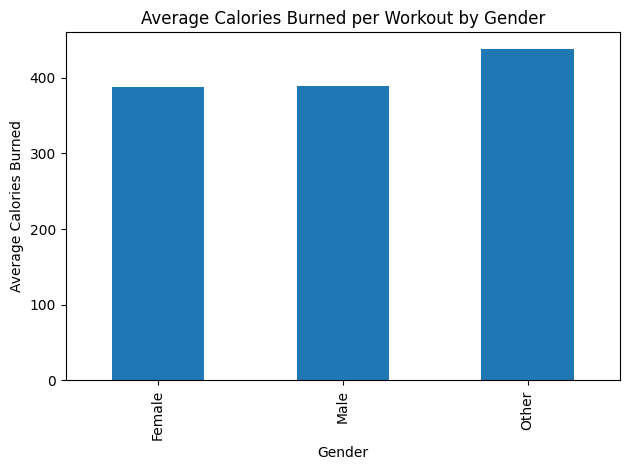 Average Calories Burned per Workout by Gender
Average Calories Burned
400
300
200
100
0
Female
Male
Other
Gender